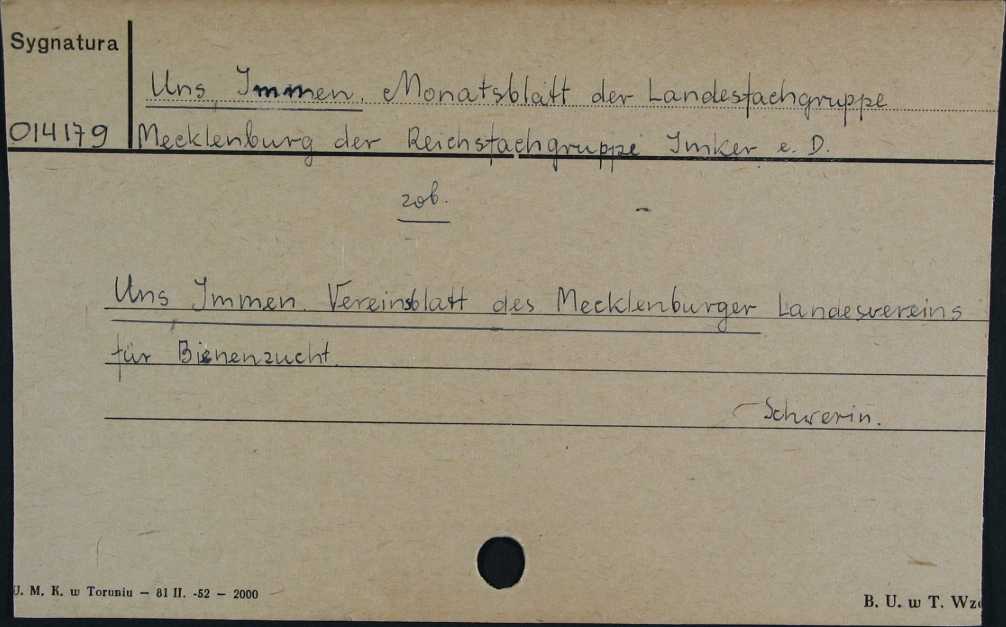 Sygnatura
Uns Immen. Monatsblatt der Landesfachgruppe
014179 Mecklenburg der Reichsfachgruppe Imker e. D.
zob.
Uns Immen. Vereinsblatt des Mecklenburger Landesvereins
für Bienenzucht.
Schwerin.
U. M. K. w Toruniu – 81 II. -52 – 2000
B. U. w T.